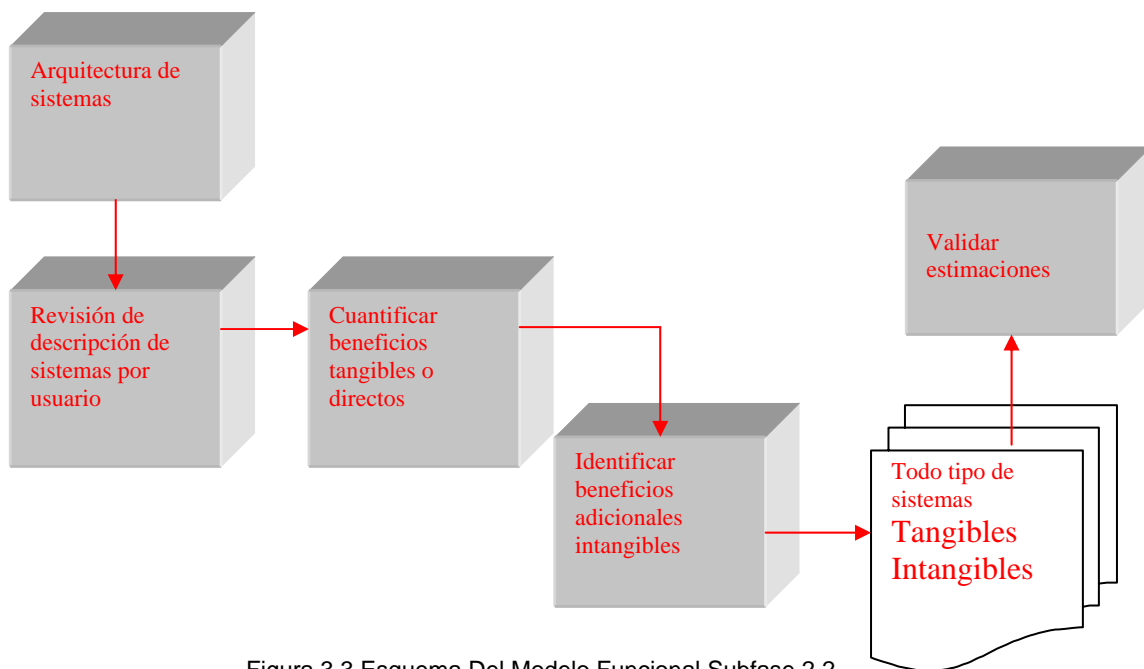 Arquitectura de
sistemas
Revisión de
descripción de
sistemas por
usuario
Cuantificar
beneficios
tangibles o
directos
Identificar
beneficios
adicionales
intangibles
Todo tipo de
sistemas
Tangibles
Intangibles
Validar
estimaciones
Figura 3.3 Esquema Del Modelo Funcional Subfase 2.2